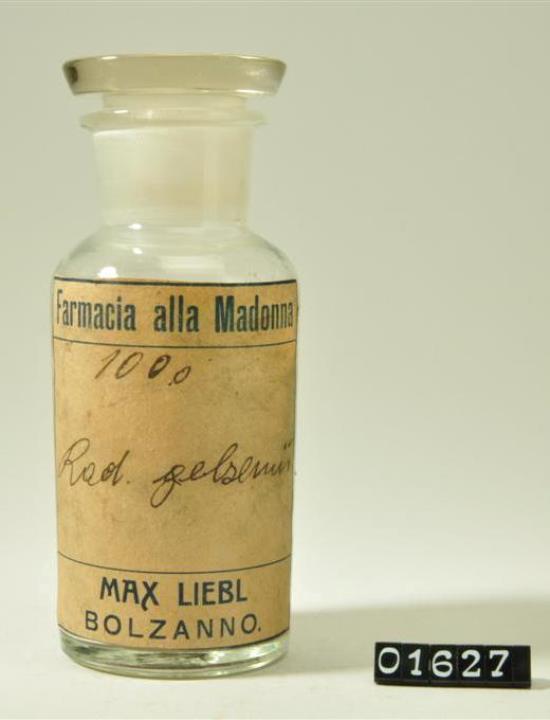 Farmacia alla Madonna
100,0
Rad. gelsemii.
MAX LIEBL
BOLZANNO.
01627